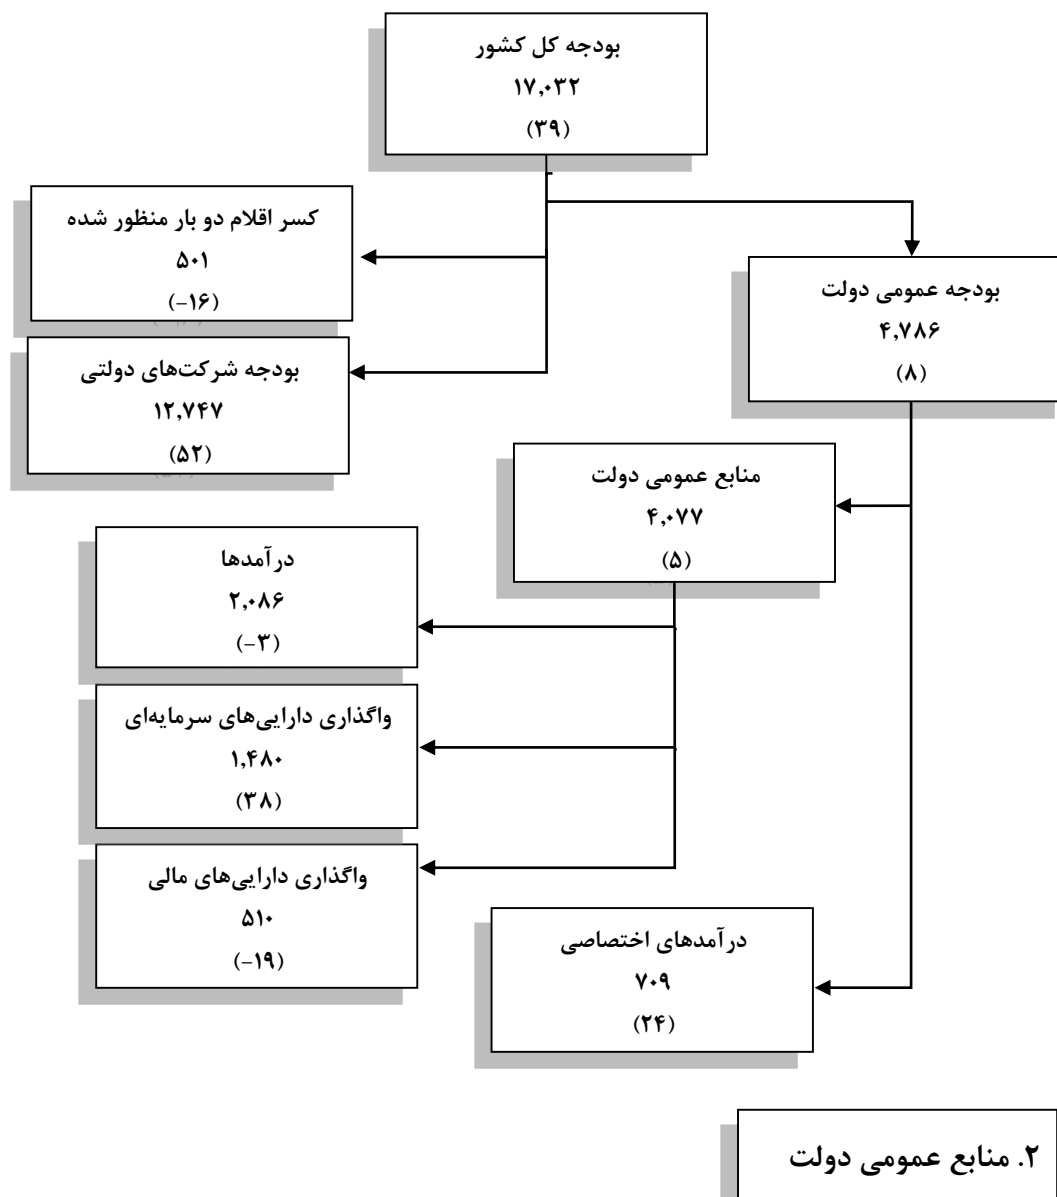 بودجه کل کشور
۱۷,۰۳۲
(۳۹)
کسر اقلام دو بار منظور شده
۵۰۱
(-۱۶)
بودجه عمومی دولت
۴,۷۸۶
(۸)
بودجه شرکت‌های دولتی
۱۲,۷۴۷
(۵۲)
منابع عمومی دولت
۴,۰۷۷
(۵)
درآمدها
۲,۰۸۶
(-۳)
واگذاری دارایی‌های سرمایه‌ای
۱,۴۸۰
(۳۸)
واگذاری دارایی‌های مالی
۵۱۰
(-۱۹)
درآمدهای اختصاصی
۷۰۹
(۲۴)
۲. منابع عمومی دولت